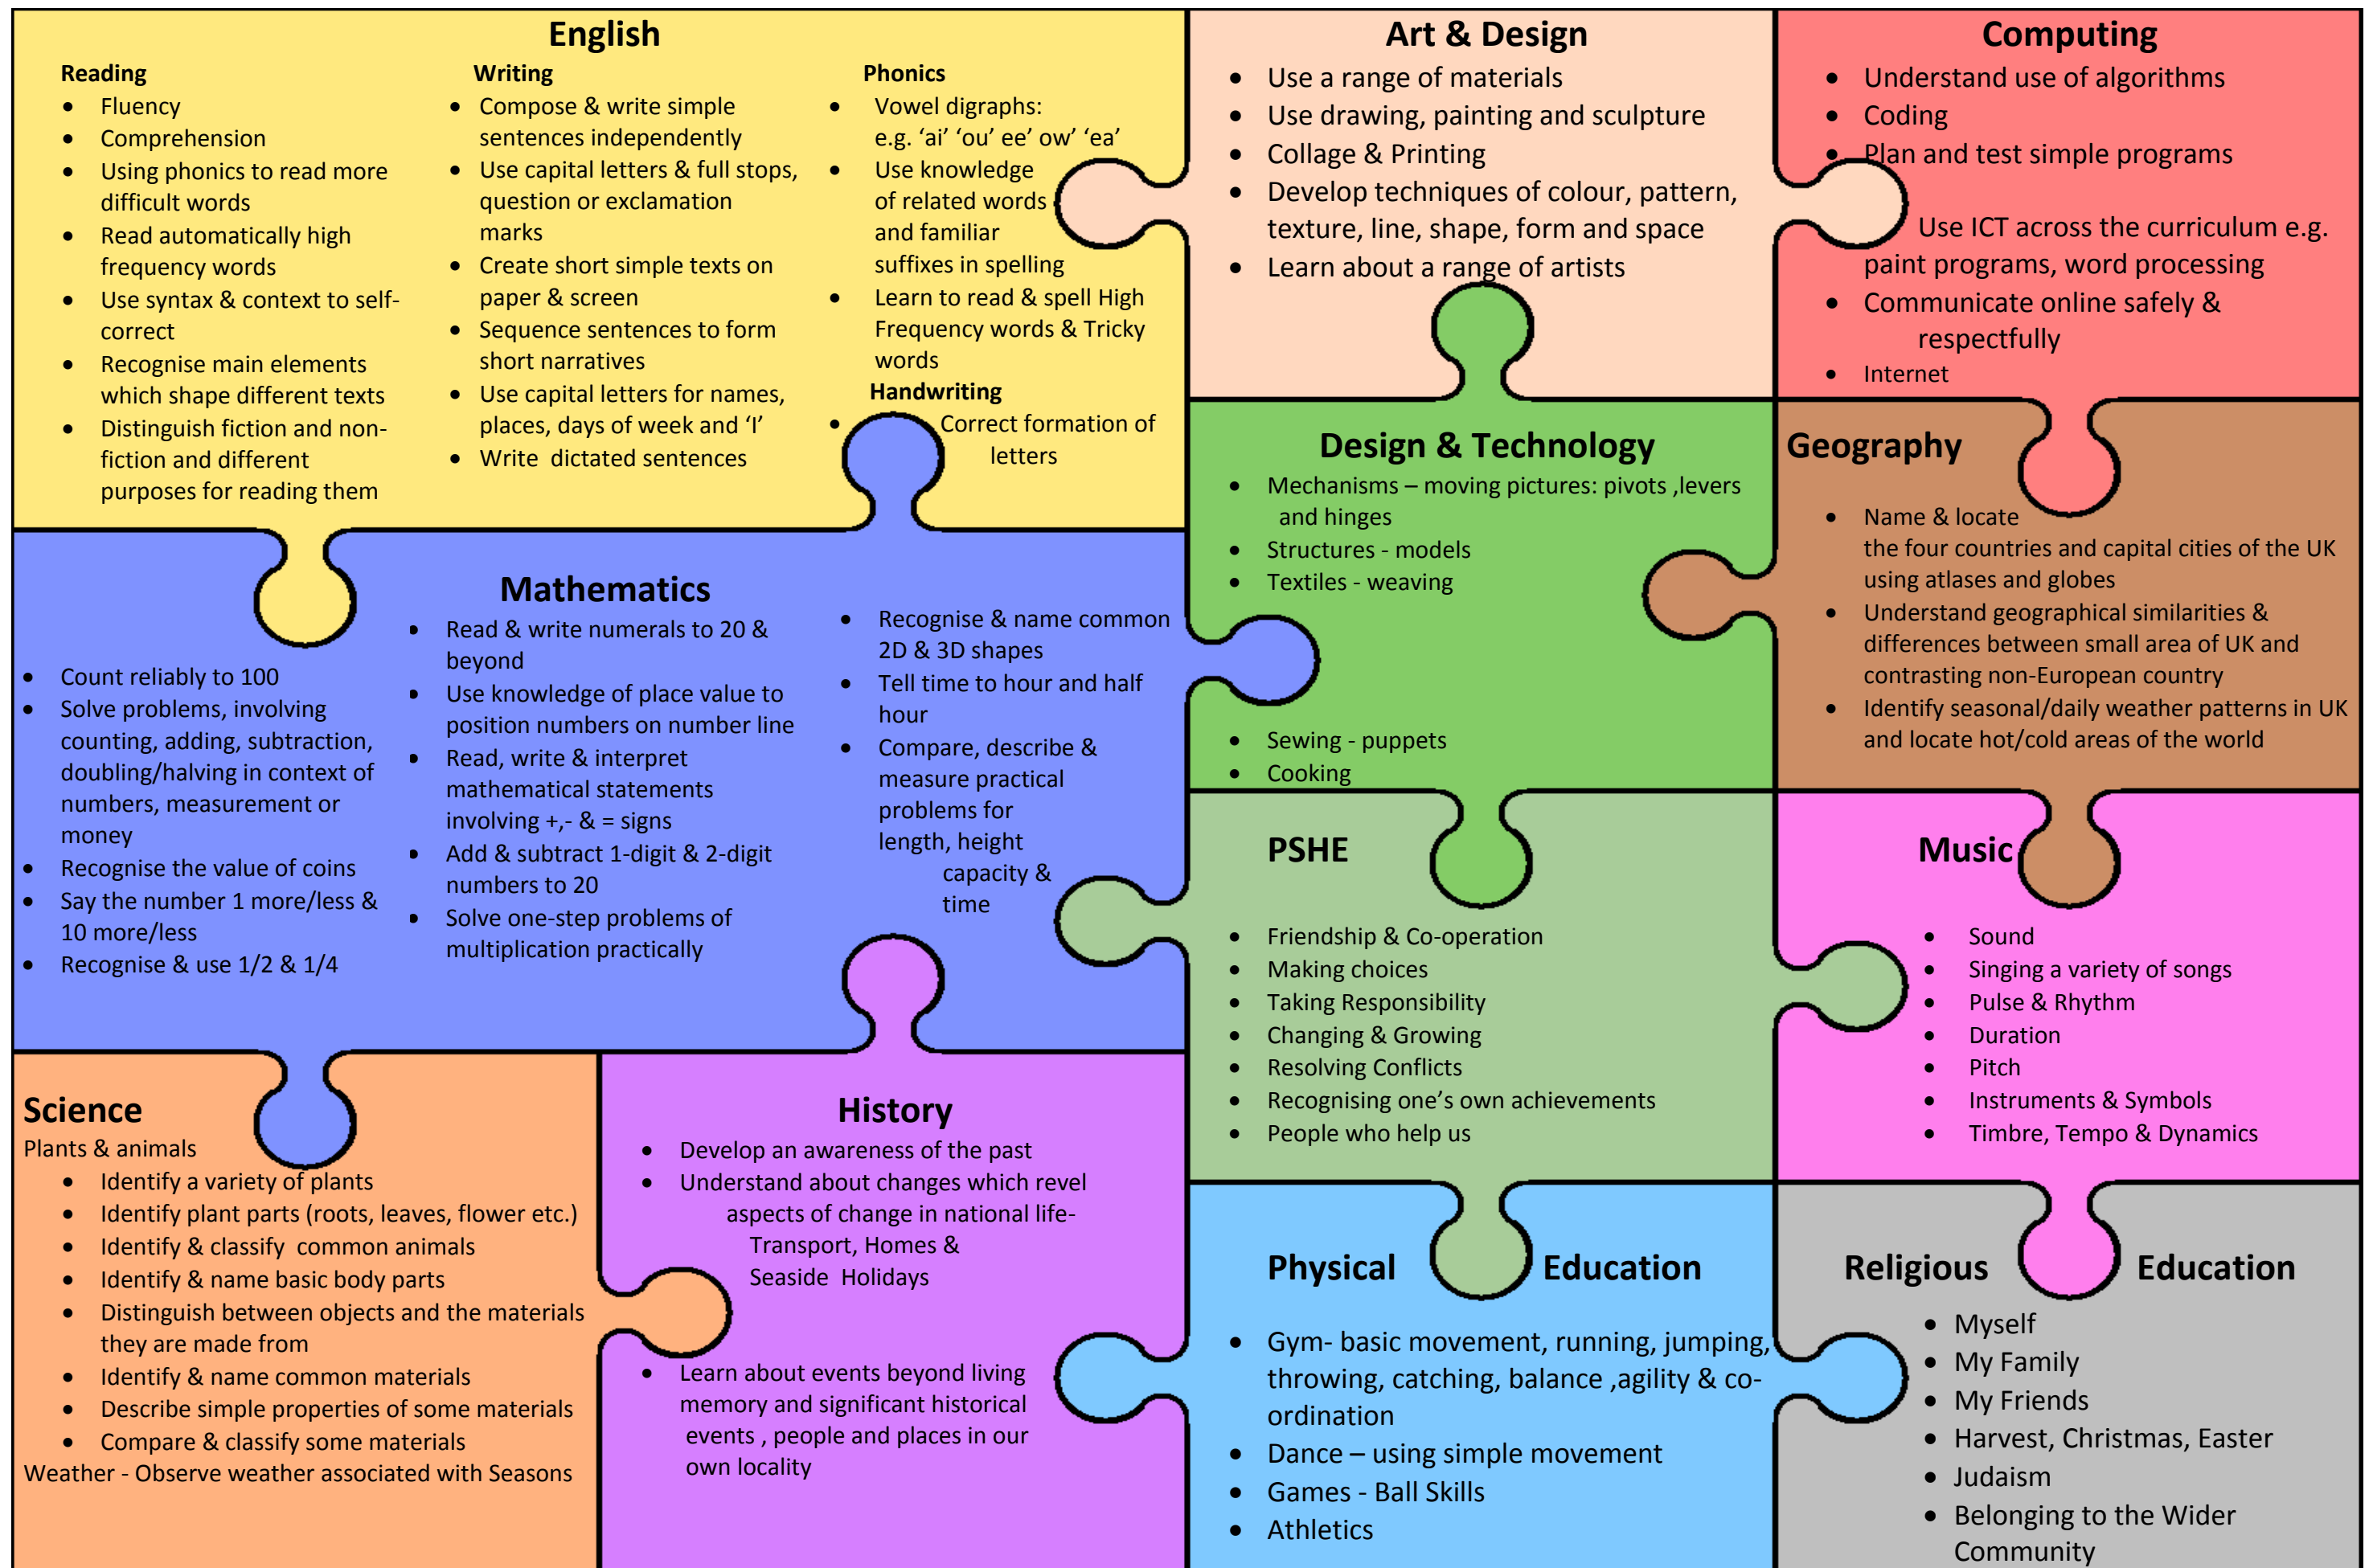 English
Reading
• Fluency
• Comprehension
• Using phonics to read more
difficult words
• Read automatically high
frequency words
• Use syntax & context to self-
correct
• Recognise main elements
which shape different texts
• Distinguish fiction and non-
fiction and different
purposes for reading them
Writing
• Compose & write simple
sentences independently
• Use capital letters & full stops,
question or exclamation
marks
• Create short simple texts on
paper & screen
• Sequence sentences to form
short narratives
• Use capital letters for names,
places, days of week and ‘I’
• Write dictated sentences
Phonics
• Vowel digraphs:
e.g. ‘ai’ ‘ou’ ee’ ow’ ‘ea’
• Use knowledge
of related words
and familiar
suffixes in spelling
• Learn to read & spell High
Frequency words & Tricky
words
Handwriting
• Correct formation of
letters
Art & Design
• Use a range of materials
• Use drawing, painting and sculpture
• Collage & Printing
• Develop techniques of colour, pattern,
texture, line, shape, form and space
• Learn about a range of artists
Computing
• Understand use of algorithms
• Coding
• Plan and test simple programs
Use ICT across the curriculum e.g.
paint programs, word processing
• Communicate online safely &
respectfully
• Internet
Mathematics
• Count reliably to 100
• Solve problems, involving
counting, adding, subtraction,
doubling/halving in context of
numbers, measurement or
money
• Recognise the value of coins
• Say the number 1 more/less &
10 more/less
• Recognise & use 1/2 & 1/4
• Read & write numerals to 20 &
beyond
• Use knowledge of place value to
position numbers on number line
• Read, write & interpret
mathematical statements
involving +,- & = signs
• Add & subtract 1-digit & 2-digit
numbers to 20
• Solve one-step problems of
multiplication practically
• Recognise & name common
2D & 3D shapes
• Tell time to hour and half
hour
• Compare, describe &
measure practical
problems for
length, height
capacity &
time
Design & Technology
• Mechanisms – moving pictures: pivots ,levers
and hinges
• Structures - models
• Textiles - weaving
• Sewing - puppets
• Cooking
Geography
• Name & locate
the four countries and capital cities of the UK
using atlases and globes
• Understand geographical similarities &
differences between small area of UK and
contrasting non-European country
• Identify seasonal/daily weather patterns in UK
and locate hot/cold areas of the world
PSHE
• Friendship & Co-operation
• Making choices
• Taking Responsibility
• Changing & Growing
• Resolving Conflicts
• Recognising one’s own achievements
• People who help us
Music
• Sound
• Singing a variety of songs
• Pulse & Rhythm
• Duration
• Pitch
• Instruments & Symbols
• Timbre, Tempo & Dynamics
Science
Plants & animals
• Identify a variety of plants
• Identify plant parts (roots, leaves, flower etc.)
• Identify & classify common animals
• Identify & name basic body parts
• Distinguish between objects and the materials
they are made from
• Identify & name common materials
• Describe simple properties of some materials
• Compare & classify some materials
Weather - Observe weather associated with Seasons
History
• Develop an awareness of the past
• Understand about changes which revel
aspects of change in national life-
Transport, Homes &
Seaside Holidays
• Learn about events beyond living
memory and significant historical
events , people and places in our
own locality
Physical Education
• Gym- basic movement, running, jumping,
throwing, catching, balance ,agility & co-
ordination
• Dance – using simple movement
• Games - Ball Skills
• Athletics
Religious Education
• Myself
• My Family
• My Friends
• Harvest, Christmas, Easter
• Judaism
• Belonging to the Wider
Community